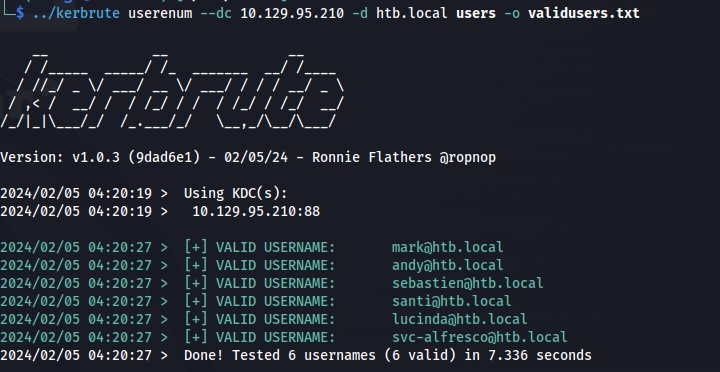 $ ../kerbrute userenum --dc 10.129.95.210 -d htb.local users -o validusers.txt
    __             __               __
   / /_____  _____/ /_  _______  __/ /____
  / //_/ _ \/ ___/ __ \/ ___/ / / / __/ _ \
 / ,< /  __/ /  / /_/ / /  / /_/ / /_/  __/
/_/|_|\___/_/  /_.___/_/   \__,_/\__/\___/
Version: v1.0.3 (9dad6e1) - 02/05/24 - Ronnie Flathers @ropnop
2024/02/05 04:20:19 >  Using KDC(s):
2024/02/05 04:20:19 >   10.129.95.210:88
2024/02/05 04:20:27 >  [+] VALID USERNAME:       mark@htb.local
2024/02/05 04:20:27 >  [+] VALID USERNAME:       andy@htb.local
2024/02/05 04:20:27 >  [+] VALID USERNAME:       sebastien@htb.local
2024/02/05 04:20:27 >  [+] VALID USERNAME:       santi@htb.local
2024/02/05 04:20:27 >  [+] VALID USERNAME:       lucinda@htb.local
2024/02/05 04:20:27 >  [+] VALID USERNAME:       svc-alfresco@htb.local
2024/02/05 04:20:27 >  Done! Tested 6 usernames (6 valid) in 7.336 seconds